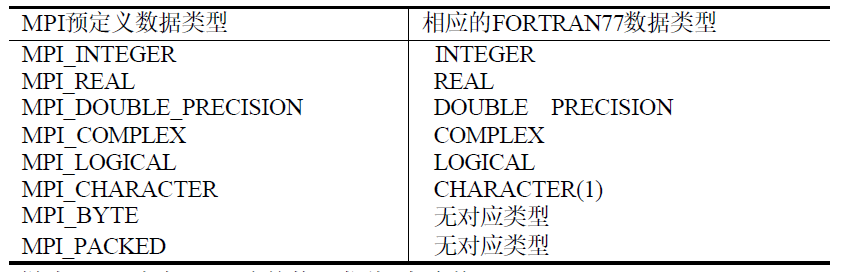 MPI预定义数据类型 相应的FORTRAN77数据类型
MPI_INTEGER INTEGER
MPI_REAL REAL
MPI_DOUBLE_PRECISION DOUBLE PRECISION
MPI_COMPLEX COMPLEX
MPI_LOGICAL LOGICAL
MPI_CHARACTER CHARACTER(1)
MPI_BYTE 无对应类型
MPI_PACKED 无对应类型